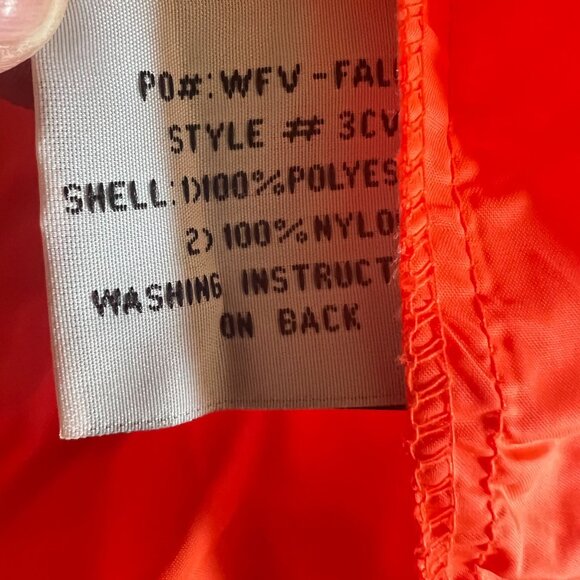 PO#: WFV - FAL
STYLE # 3CV
SHELL: 1)100% POLYES
2) 100% NYLO
WASHING INSTRUCT
ON BACK